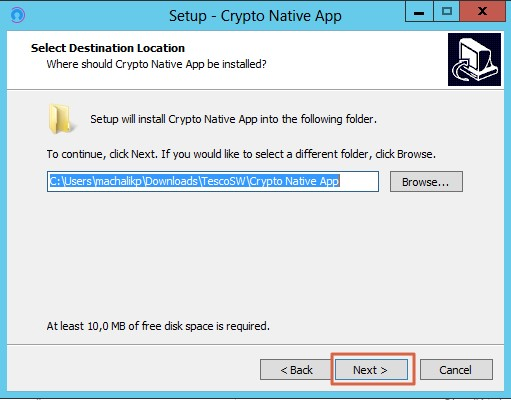 Setup - Crypto Native App
Select Destination Location
Where should Crypto Native App be installed?
Setup will install Crypto Native App into the following folder.
To continue, click Next. If you would like to select a different folder, click Browse.
C:\Users\machalikp\Downloads\TescoSW\Crypto Native App
Browse...
At least 10,0 MB of free disk space is required.
< Back
Next >
Cancel